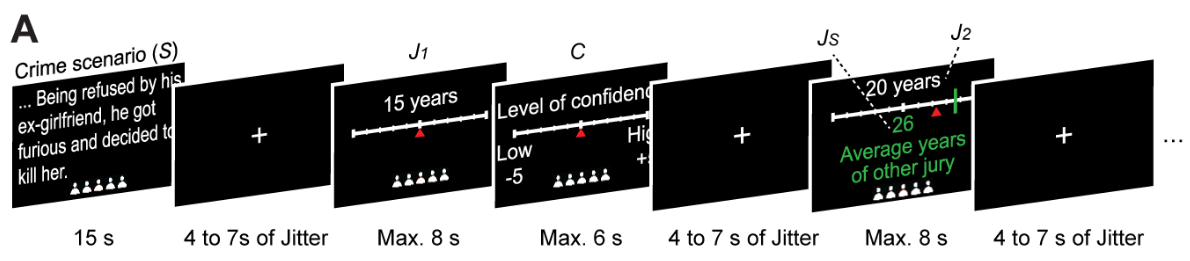 A
Crime scenario (S)
... Being refused by his
ex-girlfriend, he got
furious and decided to
kill her.
15 s
4 to 7s of Jitter
J1
15 years
Max. 8 s
C
Level of confidenc
Low
-5
Hig
+
Max. 6 s
4 to 7 s of Jitter
JS
J2
20 years
26
Average years
of other jury
Max. 8 s
4 to 7 s of Jitter
...